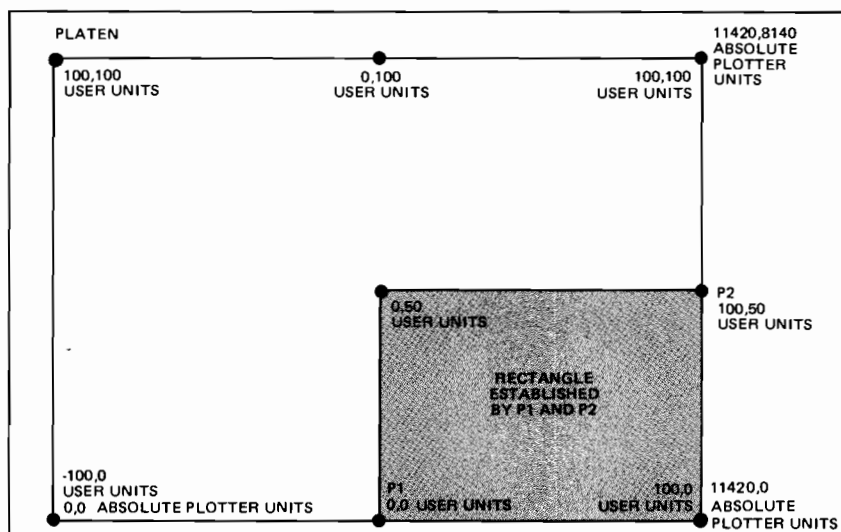 PLATEN
11420,8140
ABSOLUTE
PLOTTER
UNITS
100,100
USER UNITS
0,100
USER UNITS
100,100
USER UNITS
0,50
USER UNITS
P2
100,50
USER UNITS
RECTANGLE
ESTABLISHED
BY P1 AND P2
-100,0
USER UNITS
0,0 ABSOLUTE PLOTTER UNITS
P1
0,0 USER UNITS
100,0
USER UNITS
11420,0
ABSOLUTE
PLOTTER UNITS